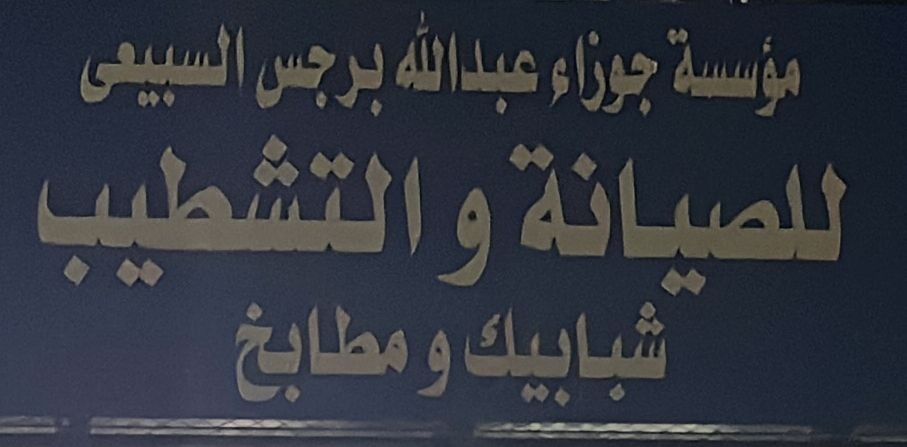 مؤسسة جوزاء عبدالله برجس السبيعى
للصيانة و التشطيب
شبابيك و مطابخ